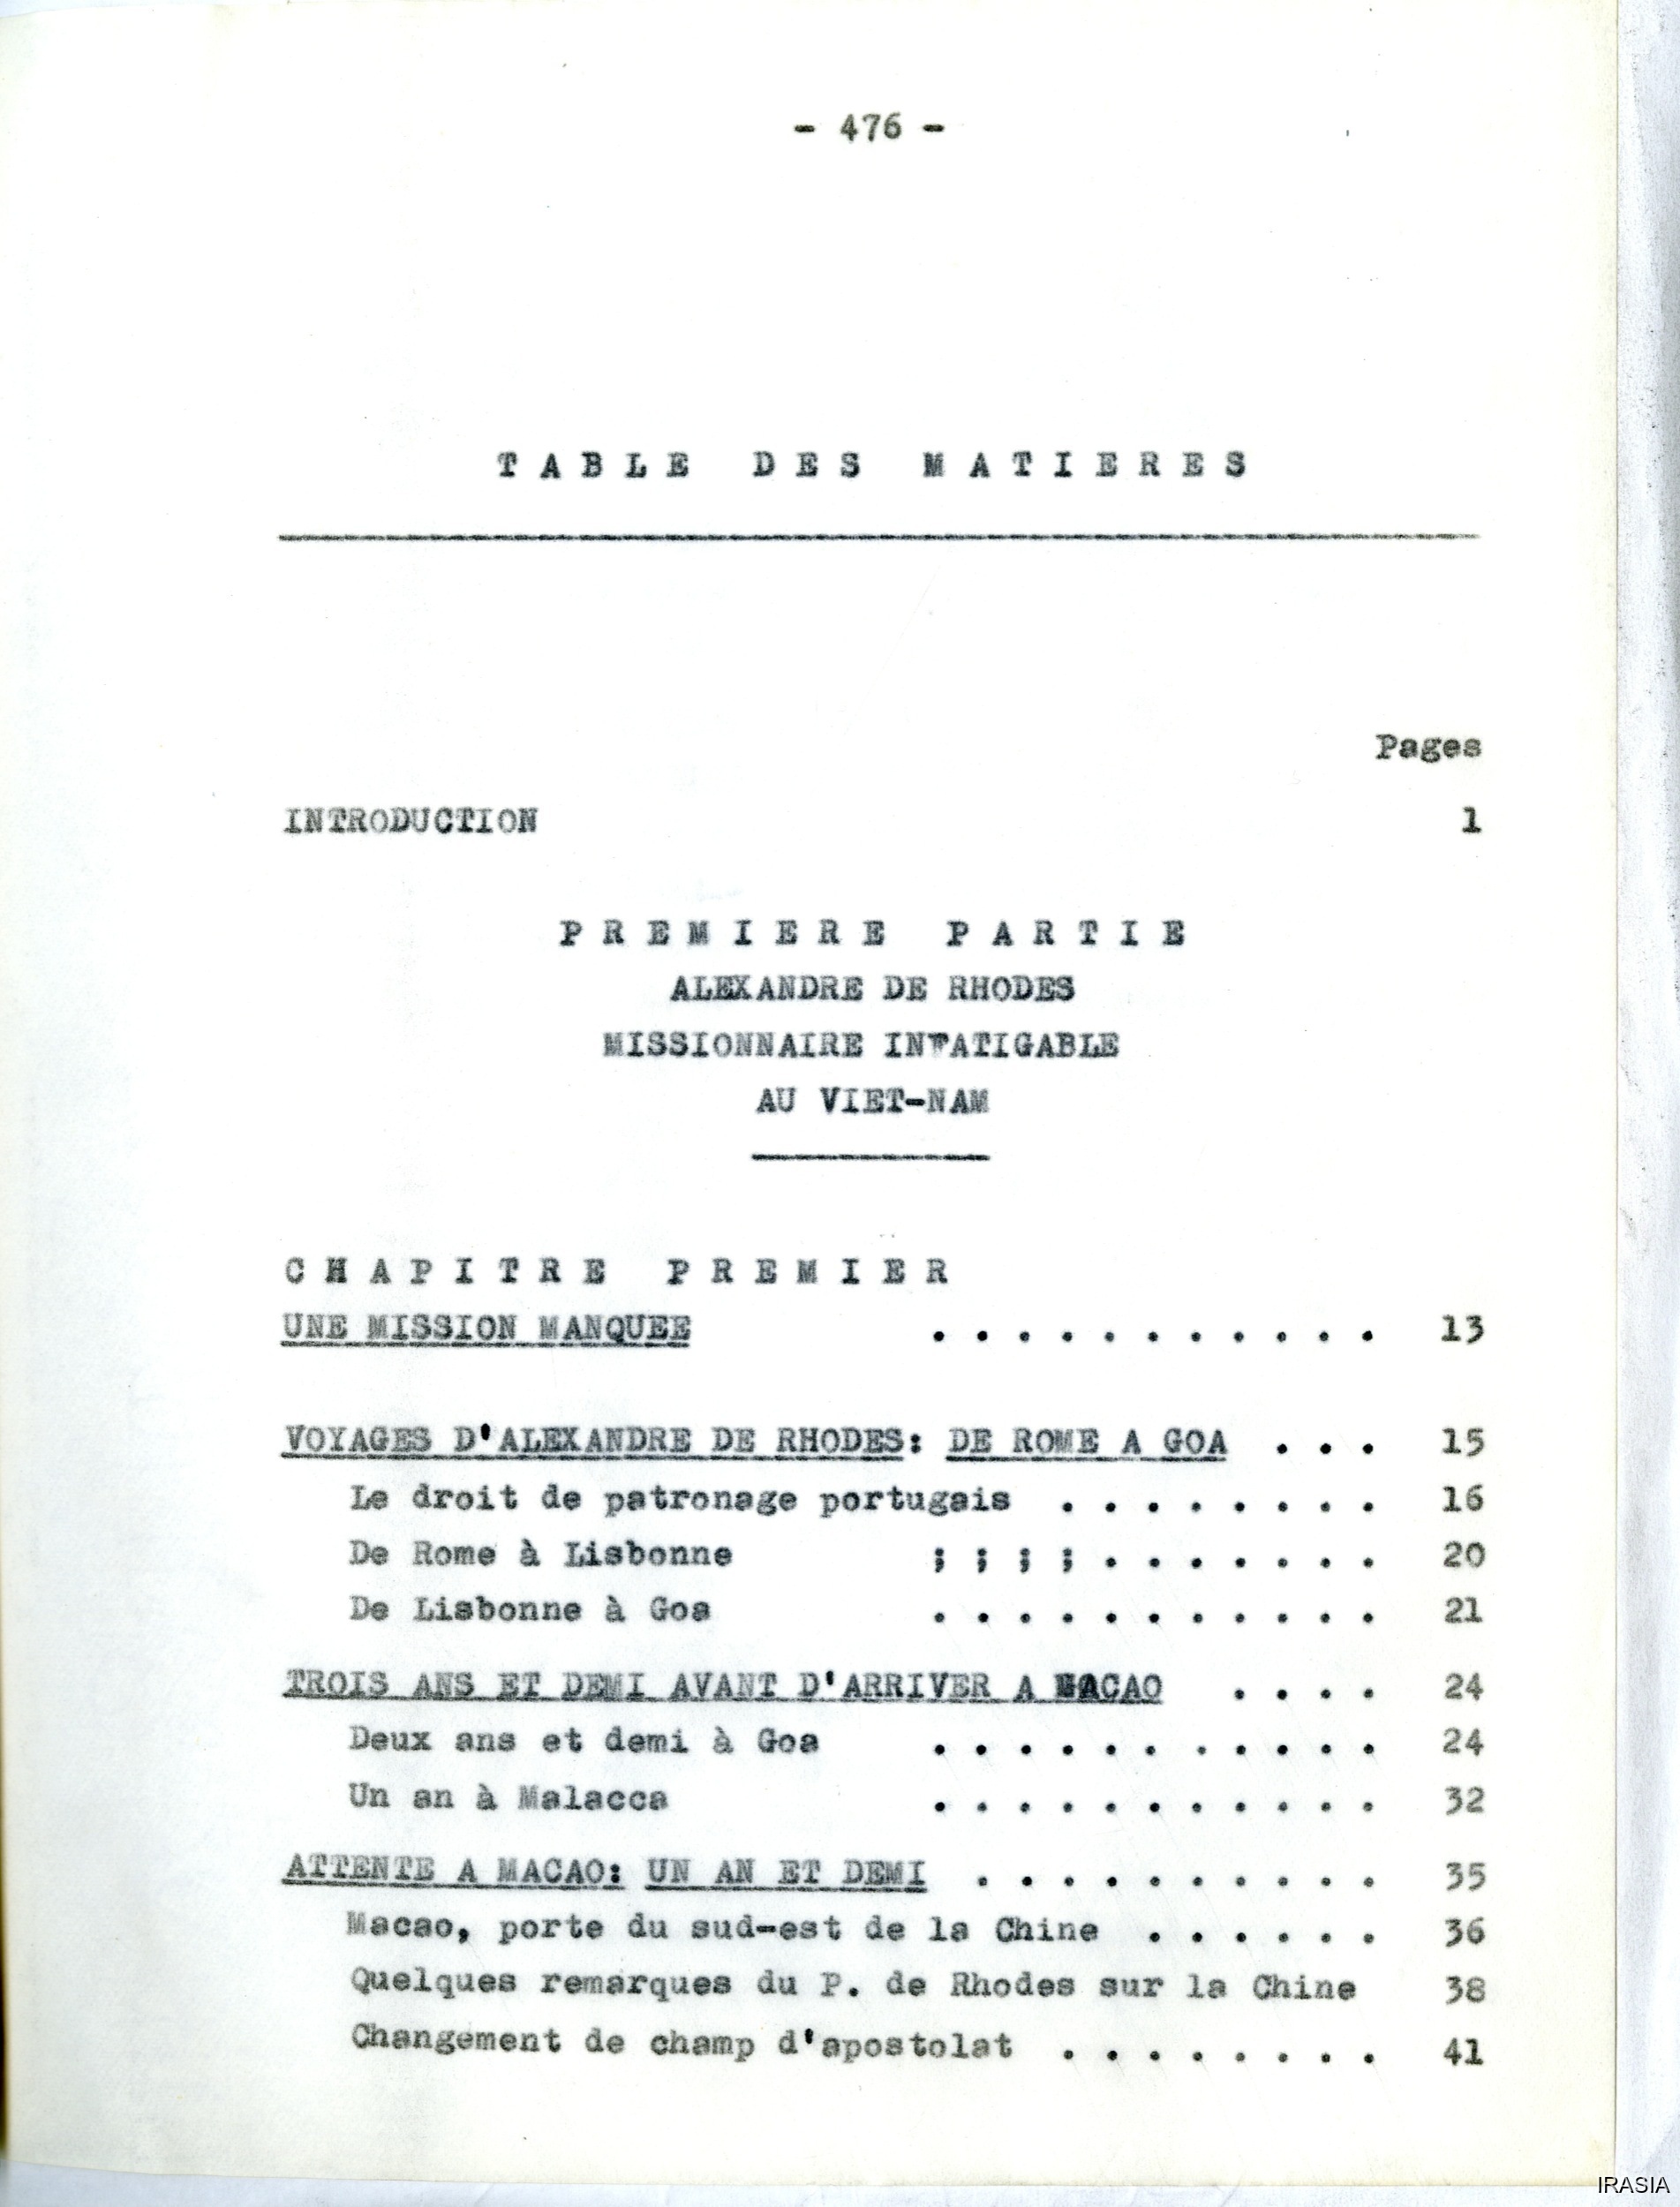 - 476 -
TABLE DES MATIERES
Pages
INTRODUCTION 1
PREMIERE PARTIE
ALEXANDRE DE RHODES
MISSIONNAIRE INFATIGABLE
AU VIET-NAM
CHAPITRE PREMIER
UNE MISSION MANQUEE . . . . . . . . . . . 13
VOYAGES D'ALEXANDRE DE RHODES: DE ROME A GOA . . . 15
Le droit de patronage portugais . . . . . . . . 16
De Rome à Lisbonne ; ; ; ; . . . . . . . 20
De Lisbonne à Goa . . . . . . . . . . . 21
TROIS ANS ET DEMI AVANT D'ARRIVER A MACAO . . . . 24
Deux ans et demi à Goa . . . . . . . . . . . 24
Un an à Malacca . . . . . . . . . . . 32
ATTENTE A MACAO: UN AN ET DEMI . . . . . . . . . . 35
Macao, porte du sud-est de la Chine . . . . . . 36
Quelques remarques du P. de Rhodes sur la Chine 38
Changement de champ d'apostolat . . . . . . . . 41
IRASIA